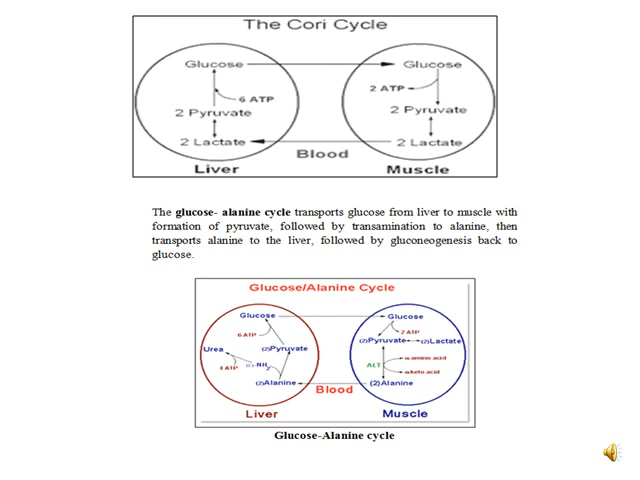 The Cori Cycle
Glucose Glucose
6 ATP 2 ATP
2 Pyruvate 2 Pyruvate
2 Lactate 2 Lactate
Blood
Liver Muscle
The glucose- alanine cycle transports glucose from liver to muscle with
formation of pyruvate, followed by transamination to alanine, then
transports alanine to the liver, followed by gluconeogenesis back to
glucose.
Glucose/Alanine Cycle
Glucose Glucose
6 ATP 2 ATP
Urea (2)Pyruvate (2)Pyruvate (2)Lactate
4 ATP (2)-NH2 ALT α-amino acid
α-keto acid
(2)Alanine (2)Alanine
Blood
Liver Muscle
Glucose-Alanine cycle